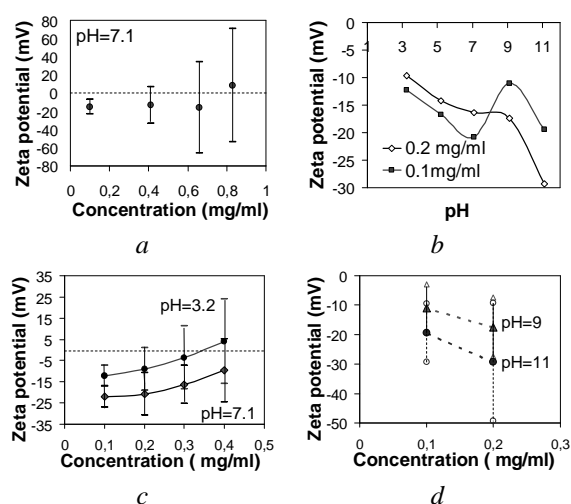 Zeta potential (mV)
80
60
40
20
0
-20
-40
-60
-80
pH=7.1
0 0,2 0,4 0,6 0,8 1
Concentration (mg/ml)
a
Zeta potential (mV)
0
-5
-10
-15
-20
-25
-30
1 3 5 7 9 11
0.2 mg/ml
0.1mg/ml
pH
b
Zeta potential (mV)
35
25
15
5
-5
-15
-25
-35
pH=3.2
pH=7.1
0 0,1 0,2 0,3 0,4 0,5
Concentration ( mg/ml)
c
Zeta potential (mV)
0
-10
-20
-30
-40
-50
pH=9
pH=11
0 0,1 0,2 0,3
Concentration ( mg/ml)
d